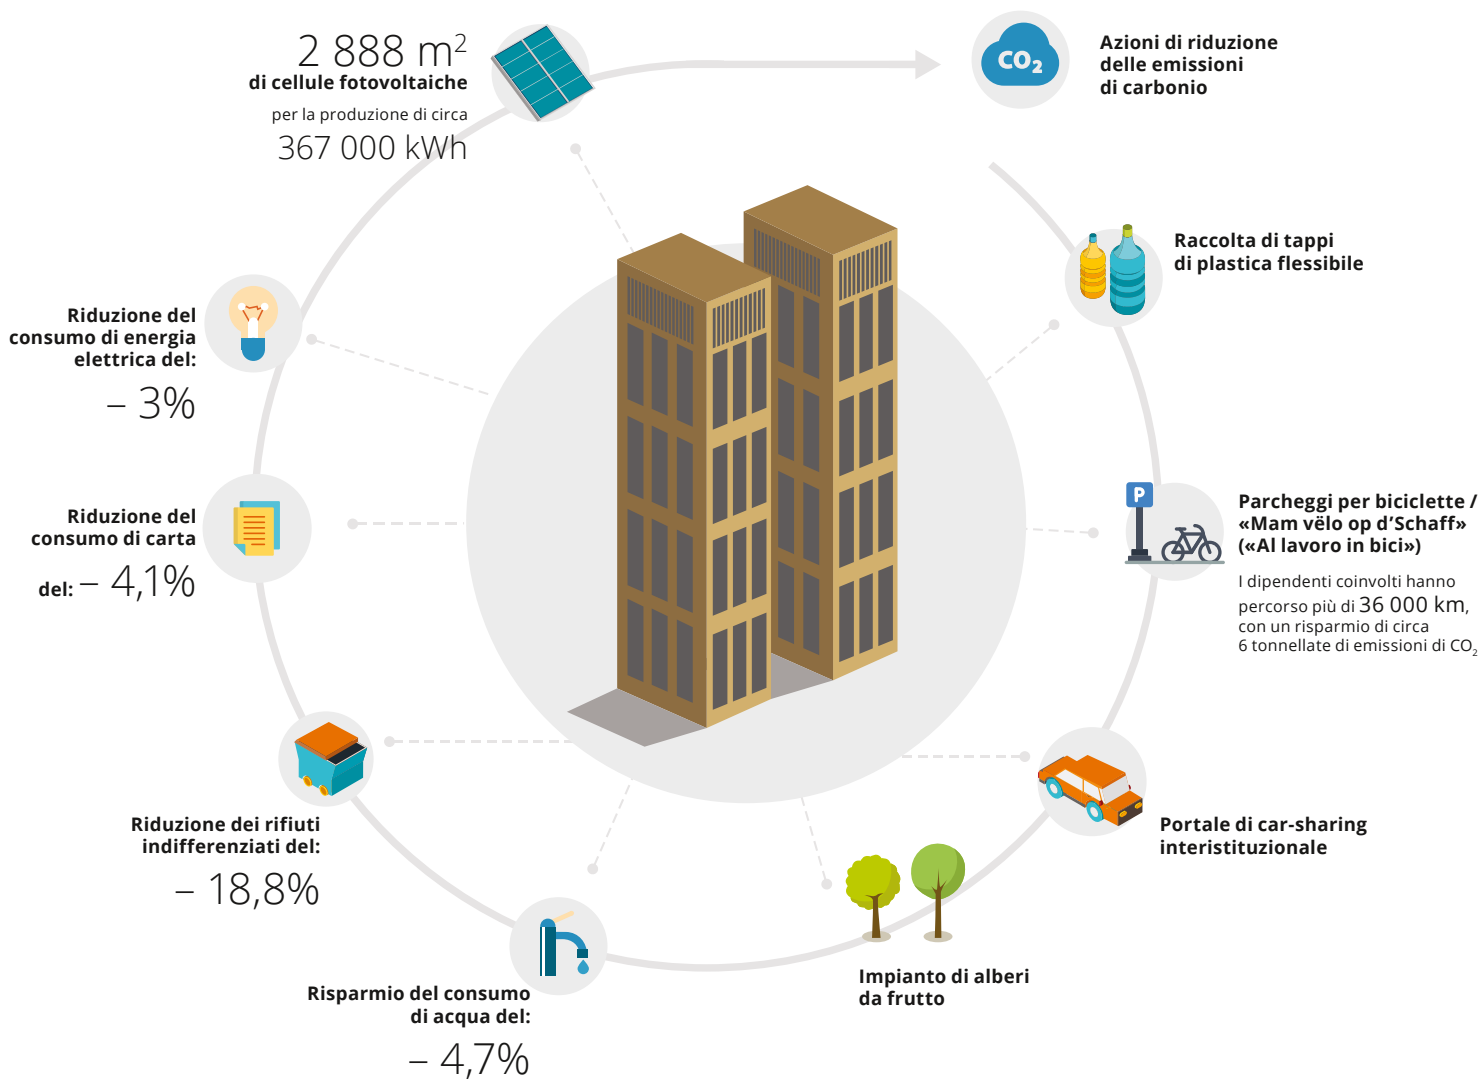 2 888 m²
di cellule fotovoltaiche
per la produzione di circa
367 000 kWh
CO₂
Azioni di riduzione
delle emissioni
di carbonio
Raccolta di tappi
di plastica flessibile
Riduzione del
consumo di energia
elettrica del:
– 3%
P
Parcheggi per biciclette /
«Mam vëlo op d’Schaff»
(«Al lavoro in bici»)
I dipendenti coinvolti hanno
percorso più di 36 000 km,
con un risparmio di circa
6 tonnellate di emissioni di CO₂
Riduzione del
consumo di carta
del: – 4,1%
Riduzione dei rifiuti
indifferenziati del:
– 18,8%
Portale di car-sharing
interistituzionale
Impianto di alberi
da frutto
Risparmio del consumo
di acqua del:
– 4,7%